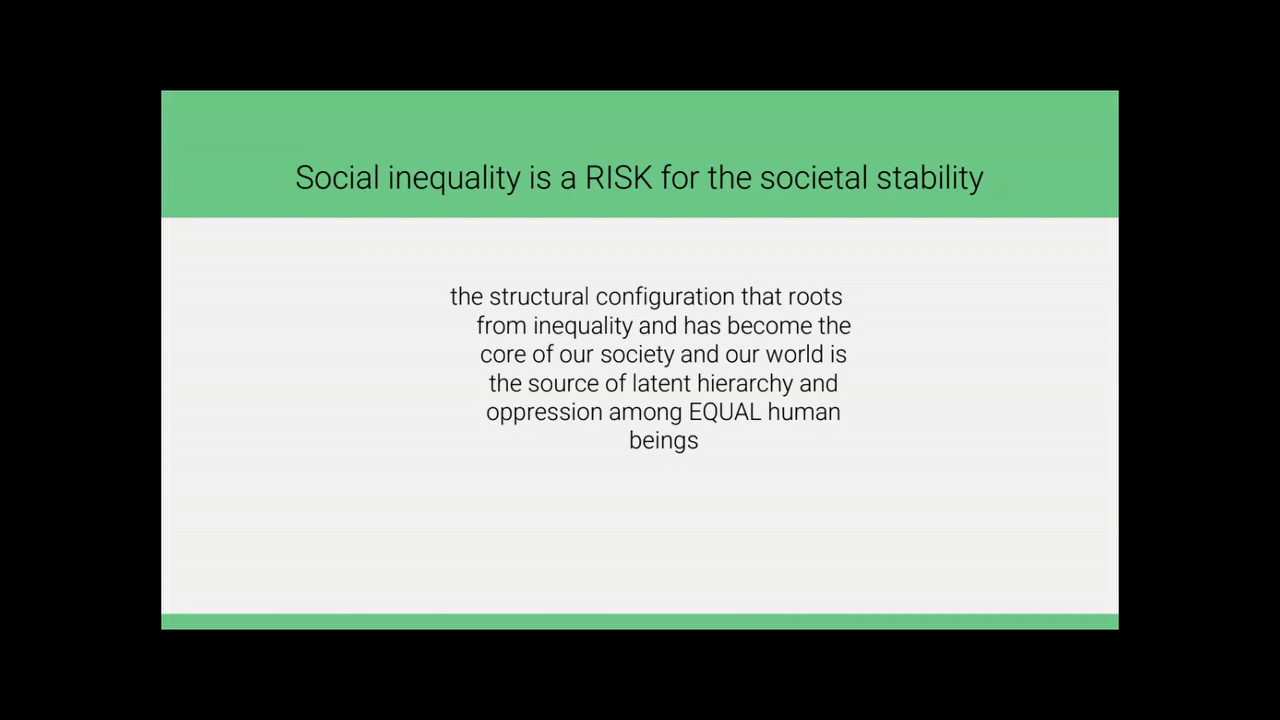 Social inequality is a RISK for the societal stability
the structural configuration that roots
from inequality and has become the
core of our society and our world is
the source of latent hierarchy and
oppression among EQUAL human
beings